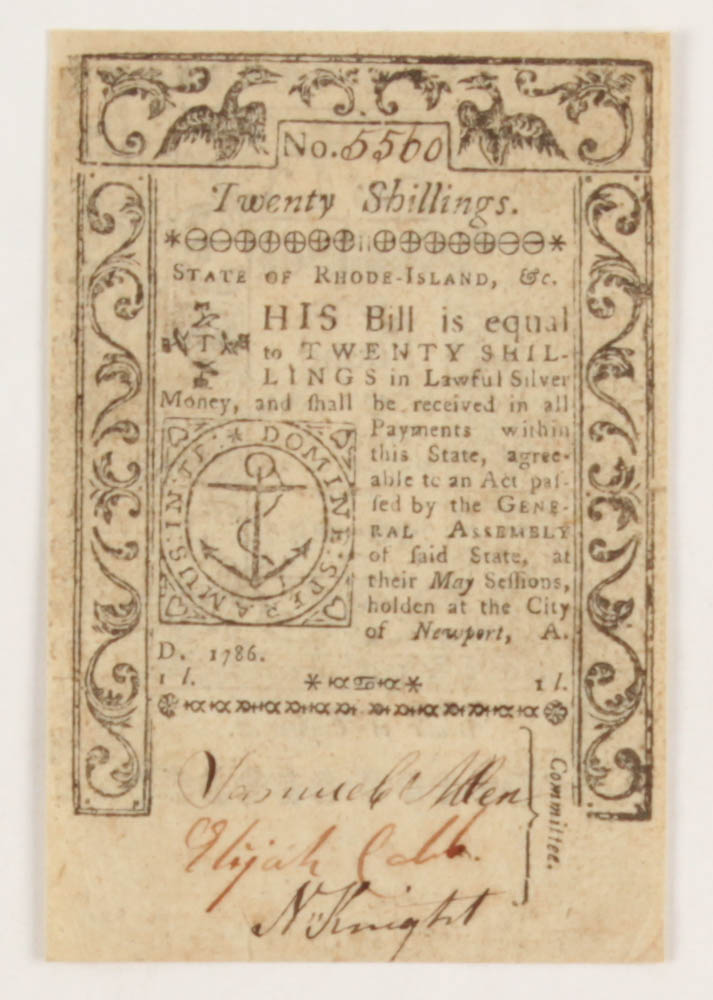 No. 5560
Twenty Shillings.
STATE OF RHODE-ISLAND, &c.
THIS Bill is equal
to TWENTY SHIL-
LINGS in Lawful Silver
Money, and ſhall be received in all
Payments within
this State, agree-
able to an Act paſ-
ſed by the GENE-
RAL ASSEMBLY
of ſaid State, at
their May Seſſions,
holden at the City
of Newport, A.
D. 1786.
IN TE DOMINE SPERAMUS
1 l. 1 l.
Samuel Allen
Elijah Cobb.
N Knight
Committee.